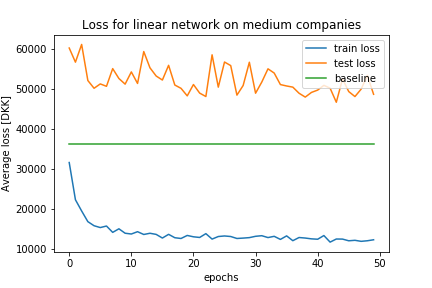 Loss for linear network on medium companies
60000
50000
40000
30000
20000
10000
Average loss [DKK]
train loss
test loss
baseline
0
10
20
30
40
50
epochs